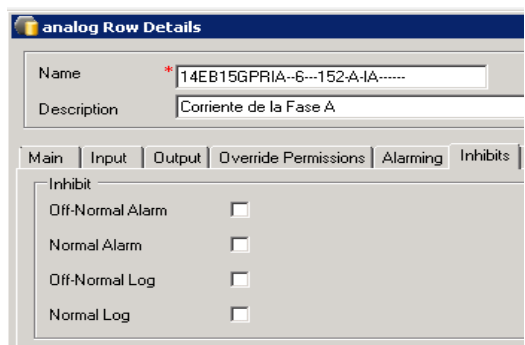 analog Row Details
Name * 14EB15GPRIA--6---152-A-IA------
Description Corriente de la Fase A
Main Input Output Override Permissions Alarming Inhibits
Inhibit
Off-Normal Alarm
Normal Alarm
Off-Normal Log
Normal Log